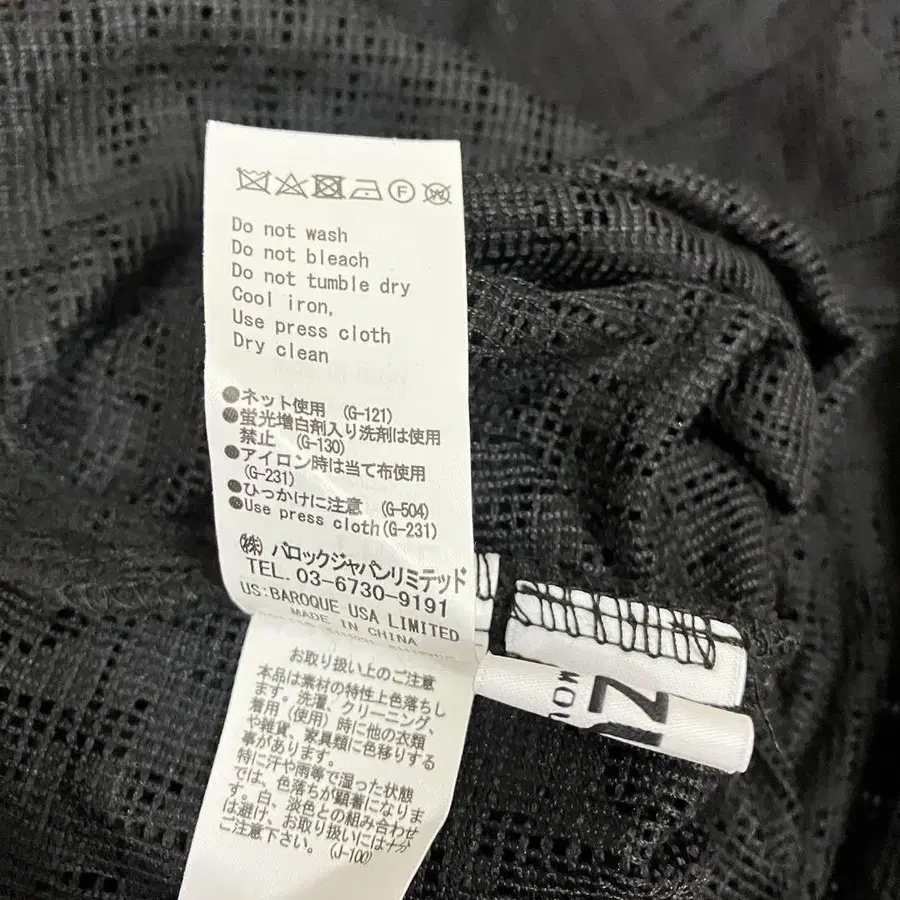 F
W
Do not wash
Do not bleach
Do not tumble dry
Cool iron,
Use press cloth
Dry clean
●ネット使用 (G-121)
●蛍光増白剤入り洗剤は使用
禁止 (G-130)
●アイロン時は当て布使用
(G-231)
●ひっかけに注意 (G-504)
●Use press cloth(G-231)
㈱ バロックジャパンリミテッド
TEL. 03-6730-9191
US:BAROQUE USA LIMITED
MADE IN CHINA
お取り扱い上のご注意
本品は素材の特性上色落ちし
ます。洗濯、クリーニング、
着用(使用)時に他の衣類
や雑貨、家具類に色移りする
事があります。
特に汗や雨等で湿った状態
では、色落ちが顕著になりま
す。白、淡色との組み合わせ
は避け、お取り扱いには十分
ご注意下さい。(J-100)